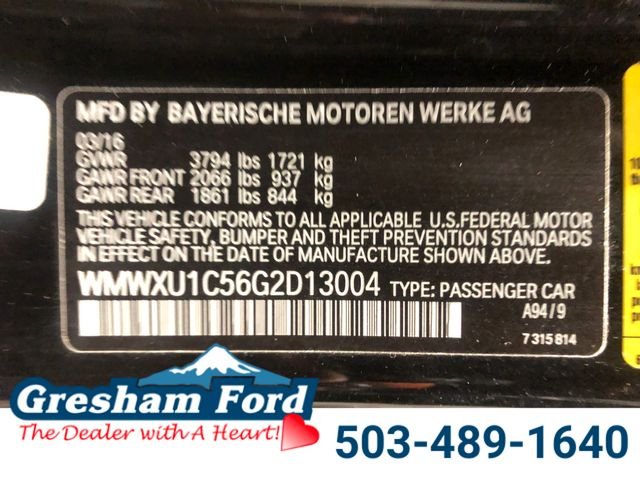 MFD BY BAYERISCHE MOTOREN WERKE AG
03/16
GVWR 3794 lbs 1721 kg
GAWR FRONT 2066 lbs 937 kg
GAWR REAR 1861 lbs 844 kg
THIS VEHICLE CONFORMS TO ALL APPLICABLE U.S.FEDERAL MOTOR
VEHICLE SAFETY, BUMPER AND THEFT PREVENTION STANDARDS
IN EFFECT ON THE DATE OF MANUFACTURE SHOWN ABOVE.
WMWXU1C56G2D13004 TYPE: PASSENGER CAR
A94/9
7 315 814
Gresham Ford
The Dealer with A Heart!
503-489-1640